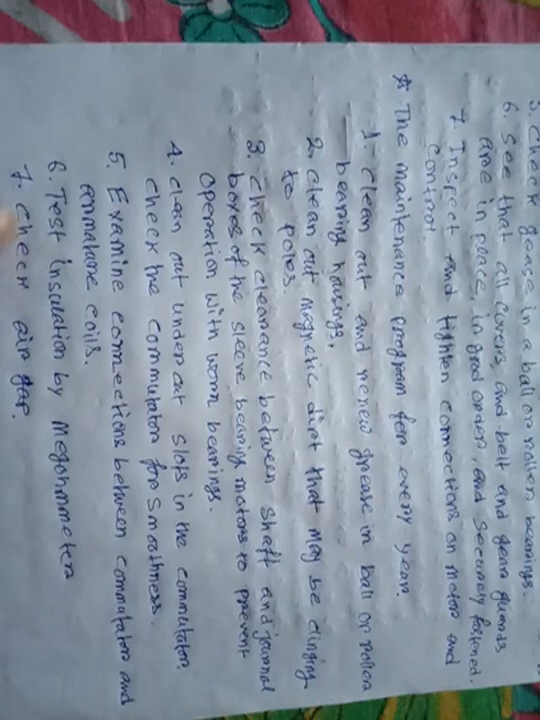 5. Check grease in a ball or roller bearings.
6. See that all covers, and belt and gear guards
are in place, in good order, and securely fastened.
7. Inspect and tighten connections on motor and
control.
* The maintenance program for every year.
1. clean out and renew grease in ball or roller
bearing housings.
2. clean out magnetic dirt that may be clinging
to poles.
3. check clearance between shaft and journal
boxes of the sleeve bearing motors to prevent
operation with worn bearings.
4. clean out under cut slots in the commutator.
check the commutator for smoothness.
5. Examine connections between commutator and
armature coils.
6. Test insulation by Megohmmeter
7. check air gap.